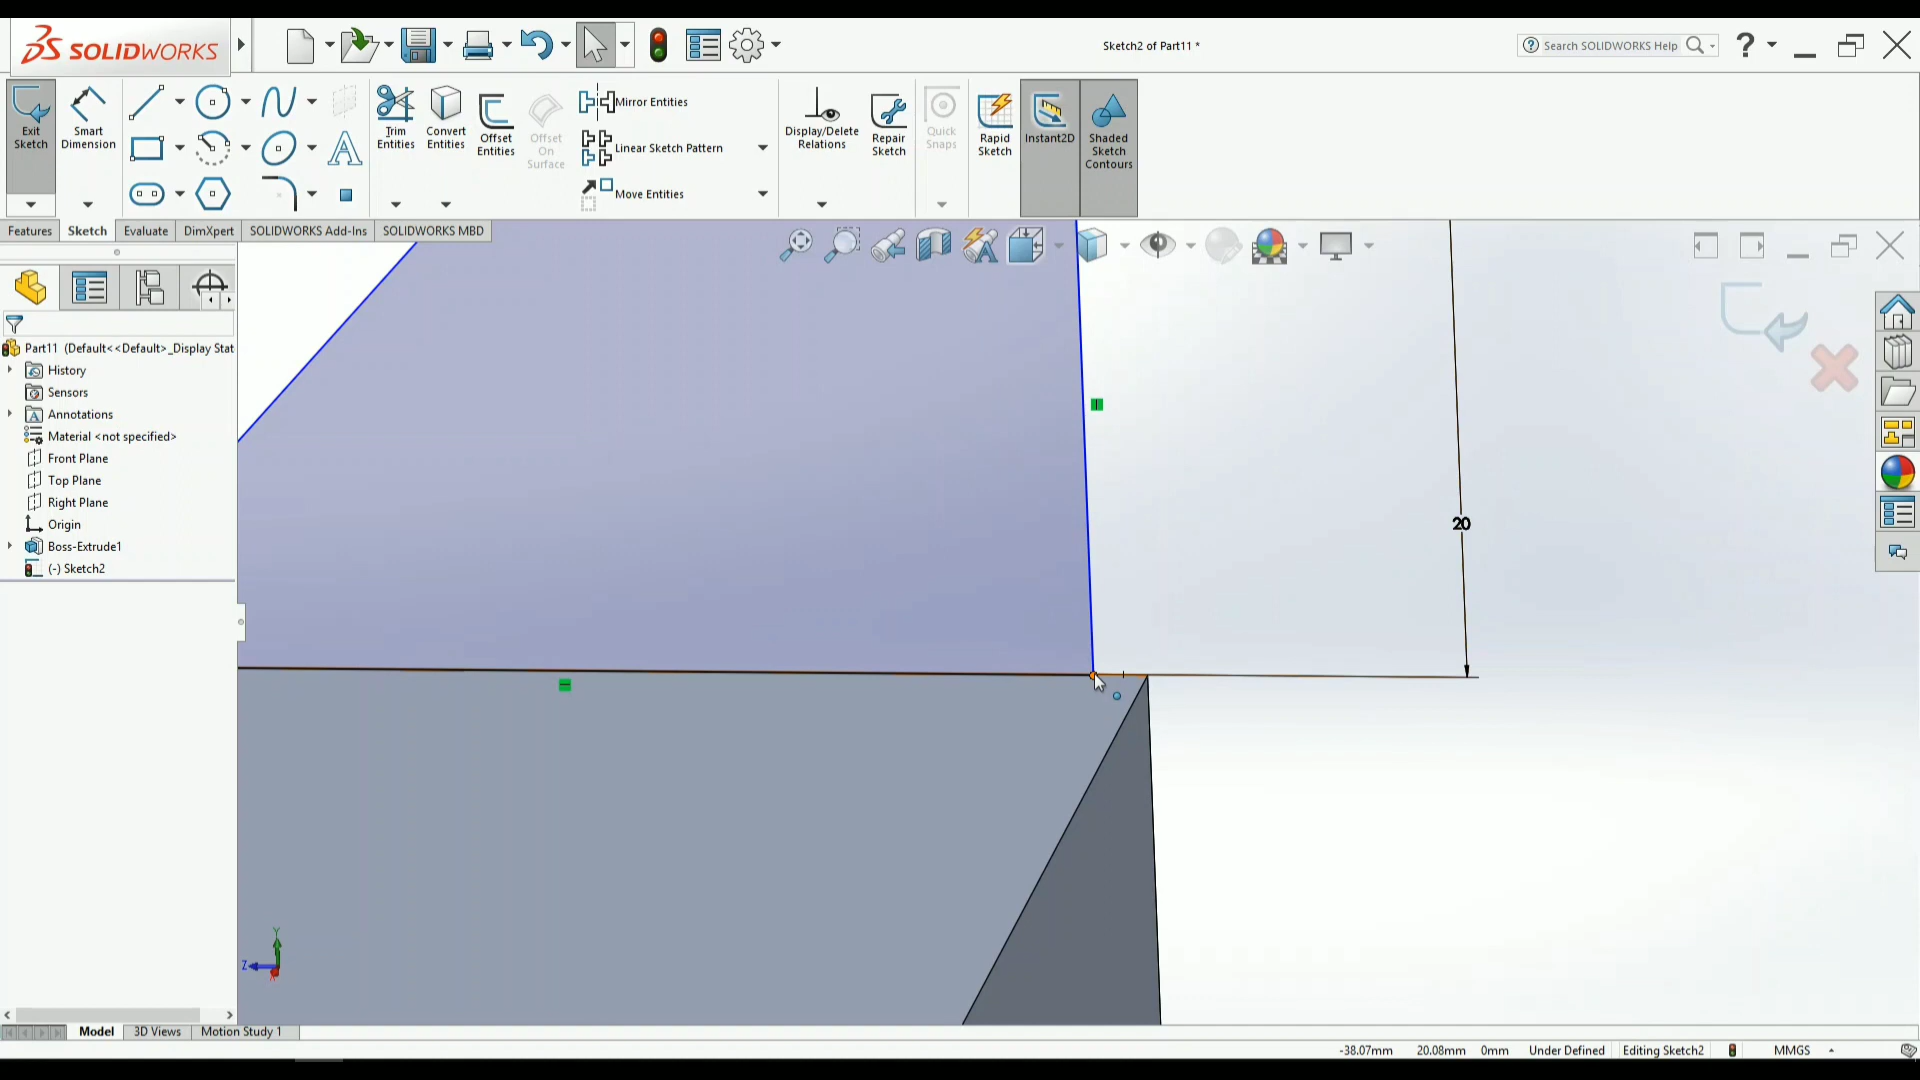 SOLIDWORKS
Sketch2 of Part11 *
Search SOLIDWORKS Help
Exit Sketch
Smart Dimension
Trim Entities
Convert Entities
Offset Entities
Offset On Surface
Mirror Entities
Linear Sketch Pattern
Move Entities
Display/Delete Relations
Repair Sketch
Quick Snaps
Rapid Sketch
Instant2D
Shaded Sketch Contours
Features
Sketch
Evaluate
DimXpert
SOLIDWORKS Add-Ins
SOLIDWORKS MBD
Part11 (Default<<Default>_Display Stat
History
Sensors
Annotations
Material <not specified>
Front Plane
Top Plane
Right Plane
Origin
Boss-Extrude1
(-) Sketch2
20
Y
Z
Model
3D Views
Motion Study 1
-38.07mm 20.08mm 0mm Under Defined Editing Sketch2 MMGS